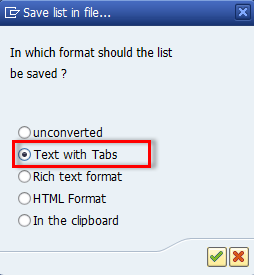 Save list in file...
In which format should the list
be saved ?
unconverted
Text with Tabs
Rich text format
HTML Format
In the clipboard